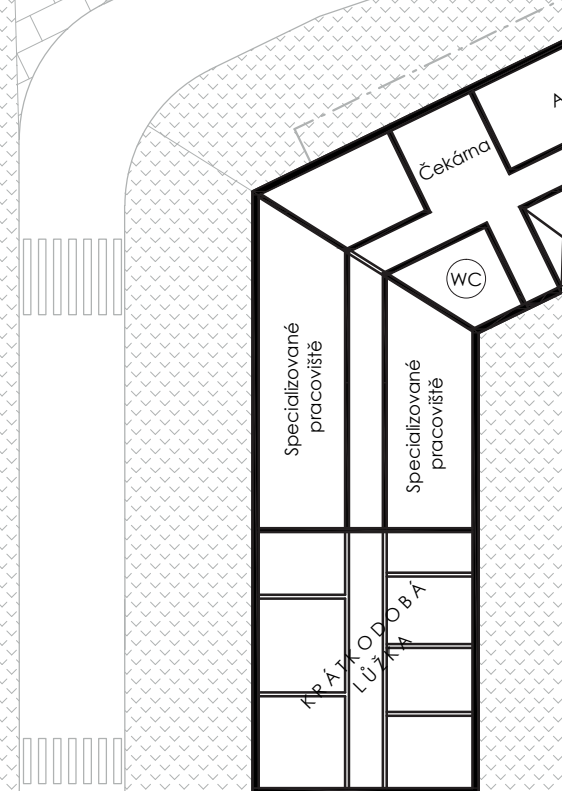 Čekárna
WC
Specializované
pracoviště
Specializované
pracoviště
KRÁTKODOBÁ
LŮŽKA